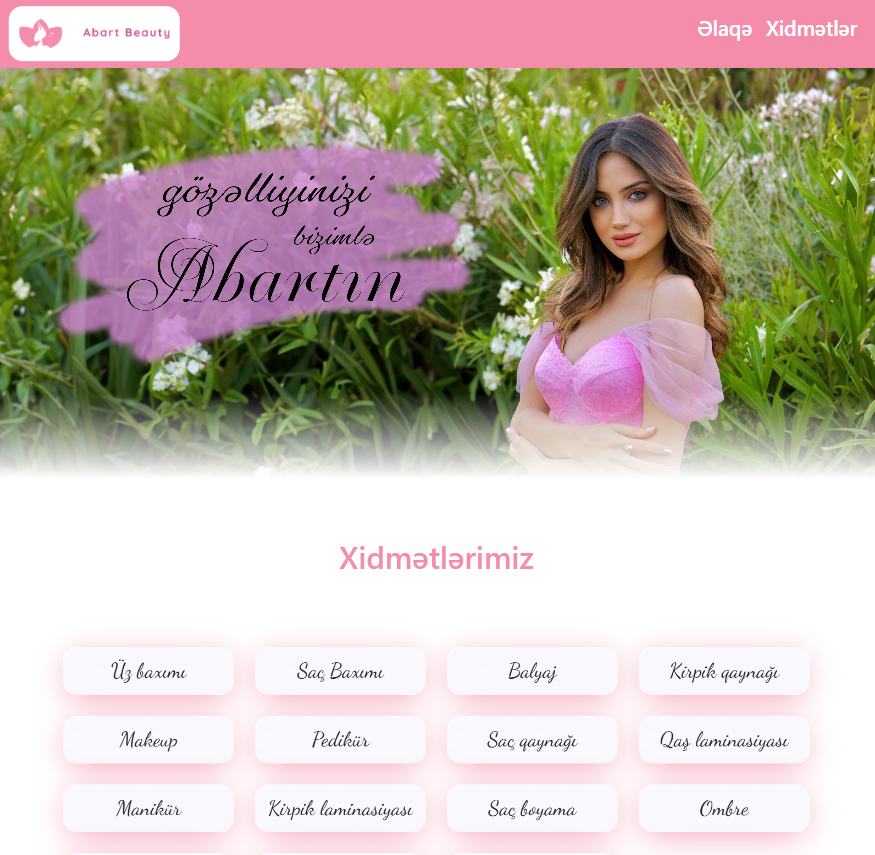 Abart Beauty
Əlaqə Xidmətlər
gözəlliyinizi
bizimlə
Abartın
Xidmətlərimiz
Üz baxımı
Saç Baxımı
Balyaj
Kirpik qaynağı
Makeup
Pedikür
Saç qaynağı
Qaş laminasiyası
Manikür
Kirpik laminasiyası
Saç boyama
Ombre